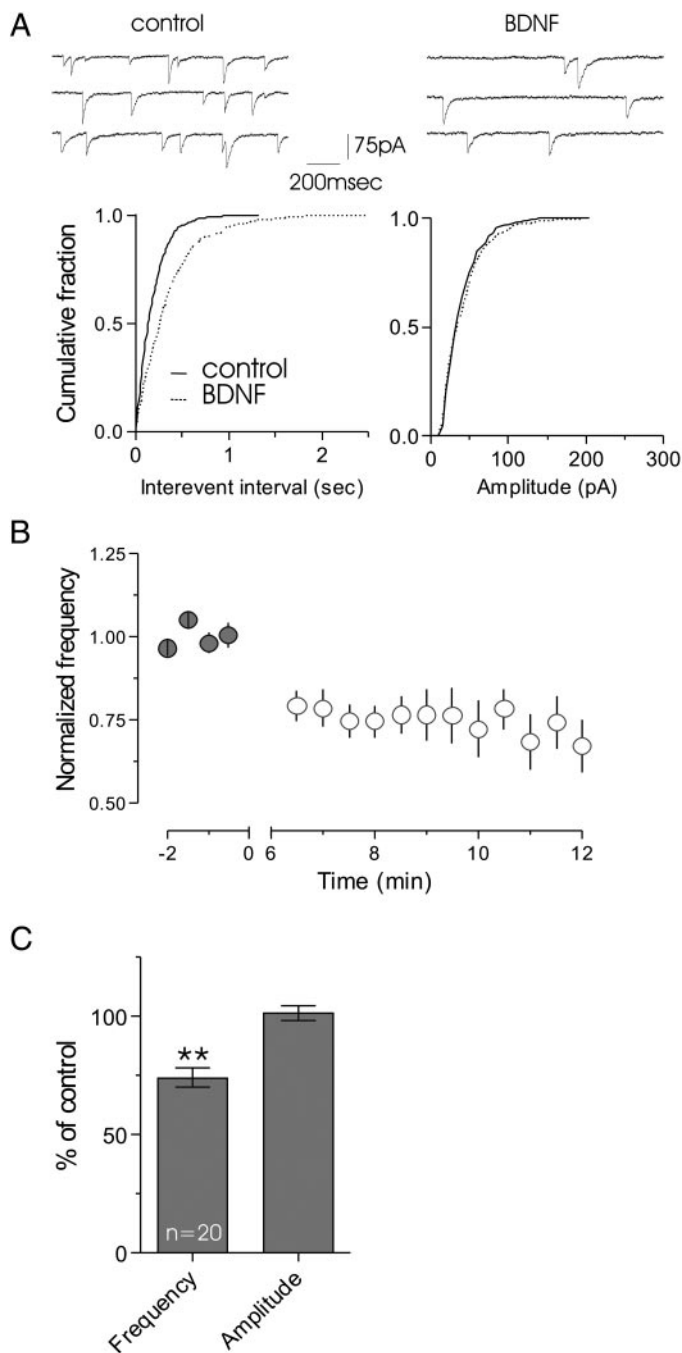 A
control
BDNF
75pA
200msec
Cumulative fraction
1.0
0.5
0.0
0
1
2
Interevent interval (sec)
control
BDNF
1.0
0.5
0.0
0
100
200
300
Amplitude (pA)
B
Normalized frequency
1.25
1.00
0.75
0.50
-2
0
6
8
10
12
Time (min)
C
% of control
100
50
0
**
n=20
Frequency
Amplitude